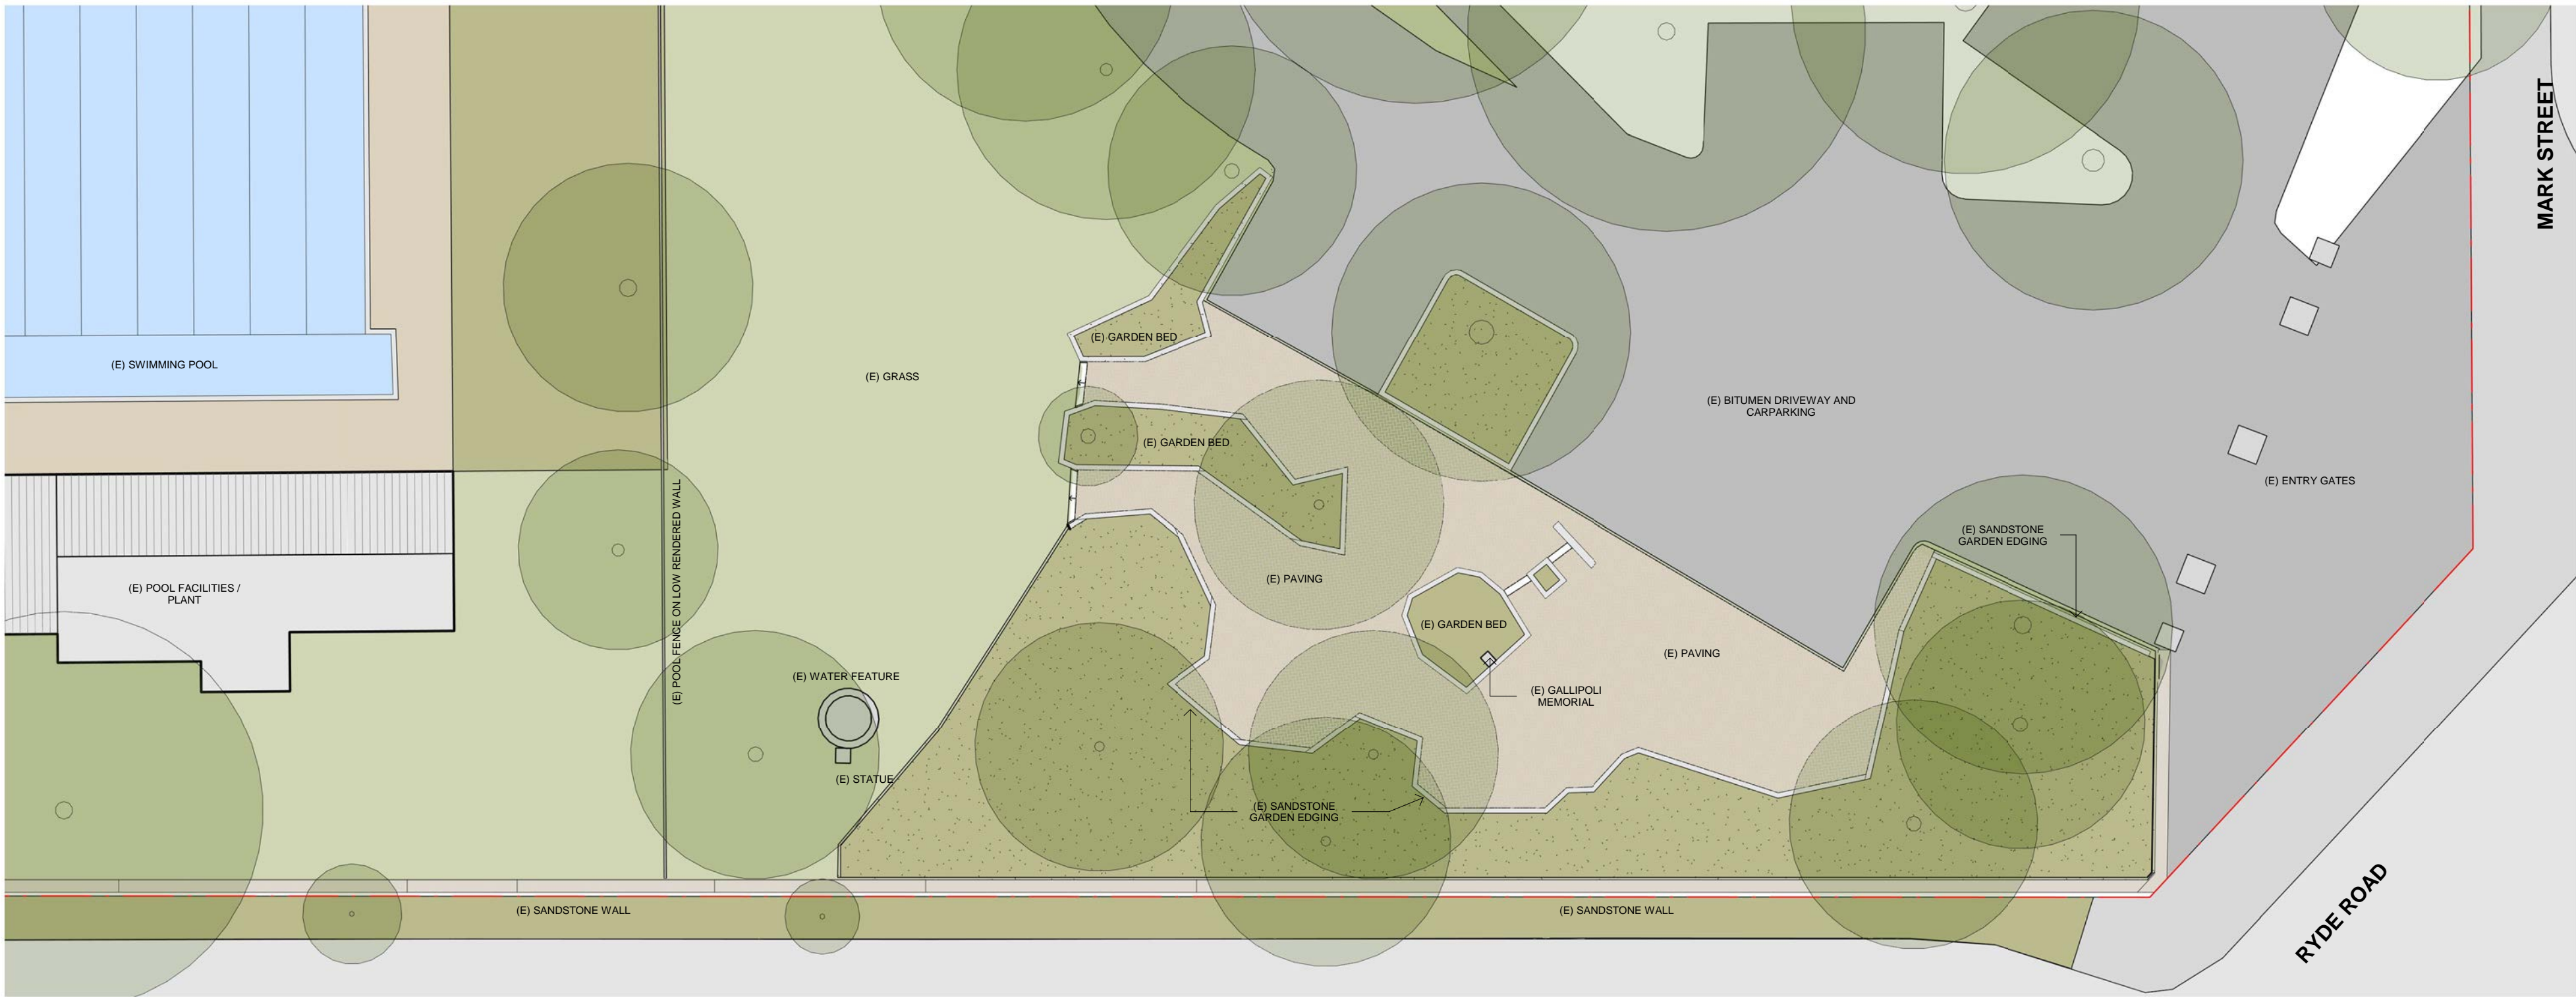 MARK STREET
(E) GARDEN BED
(E) SWIMMING POOL
(E) GRASS
(E) BITUMEN DRIVEWAY AND
CARPARKING
(E) GARDEN BED
(E) ENTRY GATES
(E) SANDSTONE
GARDEN EDGING
(E) POOL FENCE ON LOW RENDERED WALL
(E) PAVING
(E) POOL FACILITIES /
PLANT
(E) GARDEN BED
(E) PAVING
(E) WATER FEATURE
(E) GALLIPOLI
MEMORIAL
(E) STATUE
(E) SANDSTONE
GARDEN EDGING
(E) SANDSTONE WALL
(E) SANDSTONE WALL
RYDE ROAD